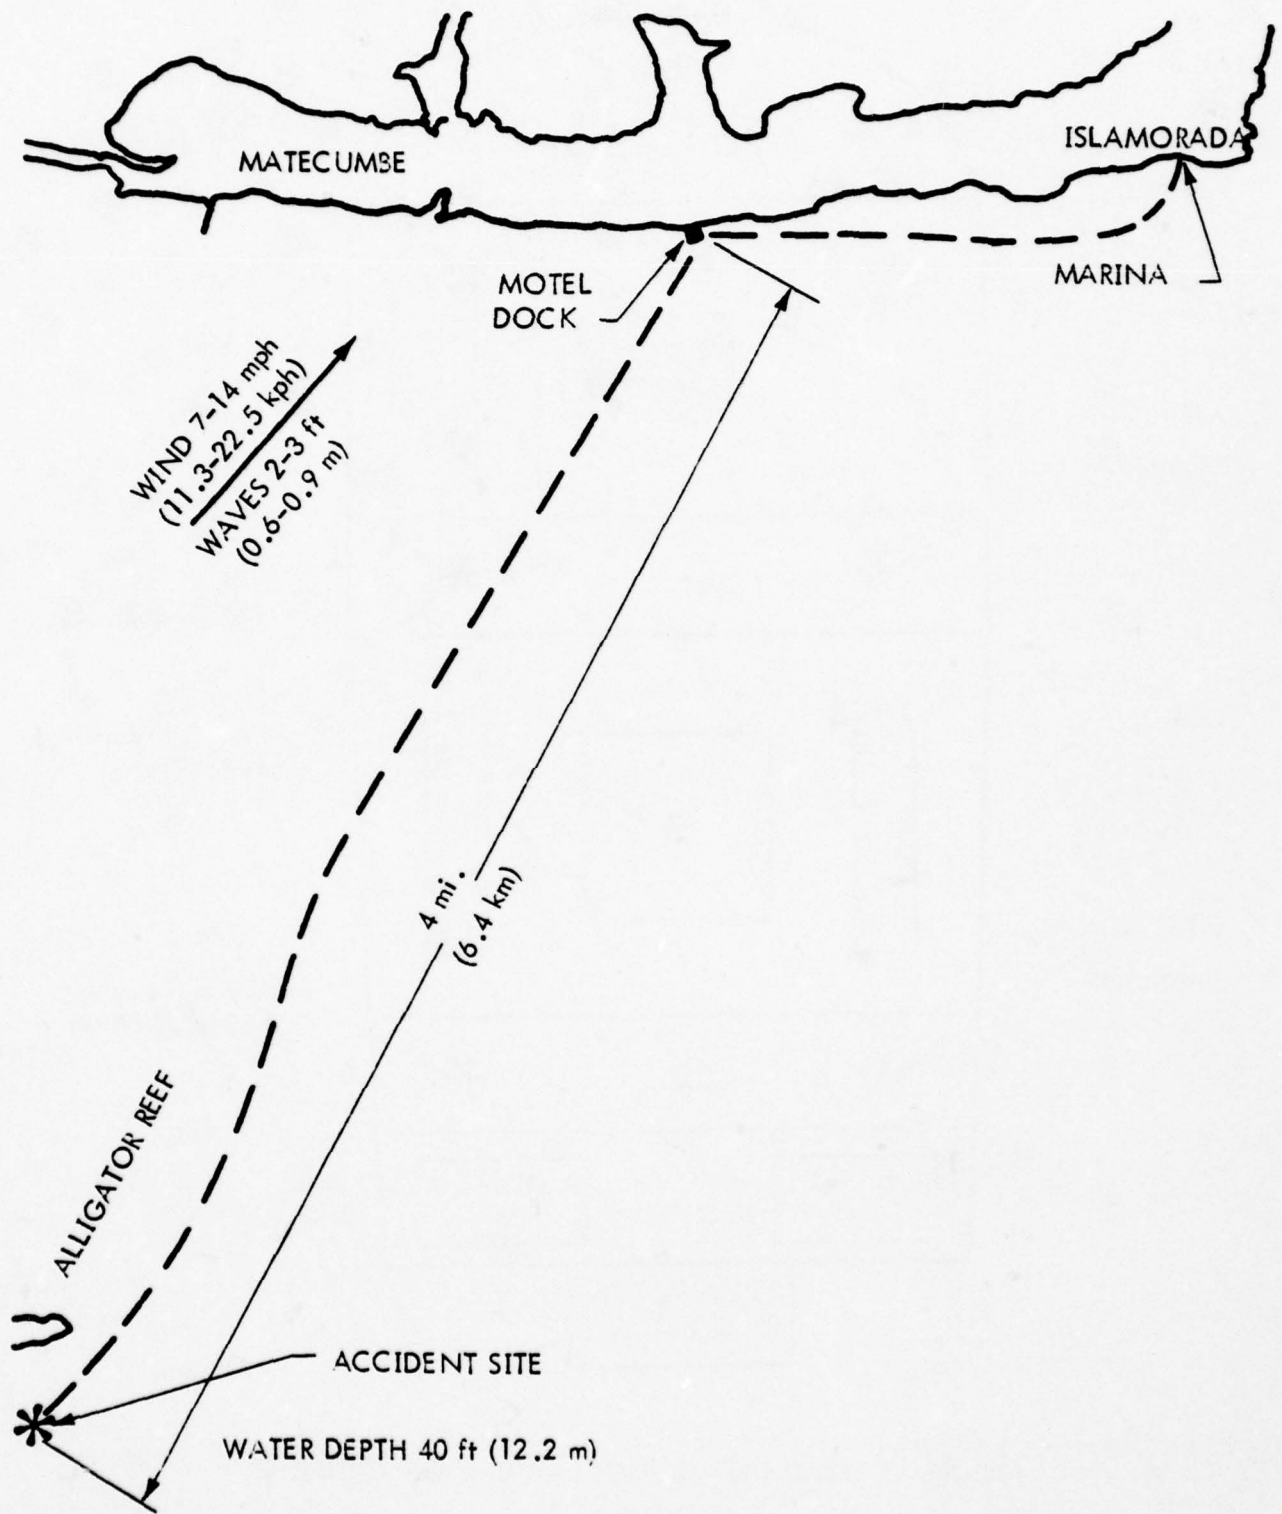 MATECUMBE
ISLAMORADA
MOTEL
DOCK
MARINA
WIND 7-14 mph
(11.3-22.5 kph)
WAVES 2-3 ft
(0.6-0.9 m)
4 mi.
(6.4 km)
ALLIGATOR REEF
ACCIDENT SITE
WATER DEPTH 40 ft (12.2 m)